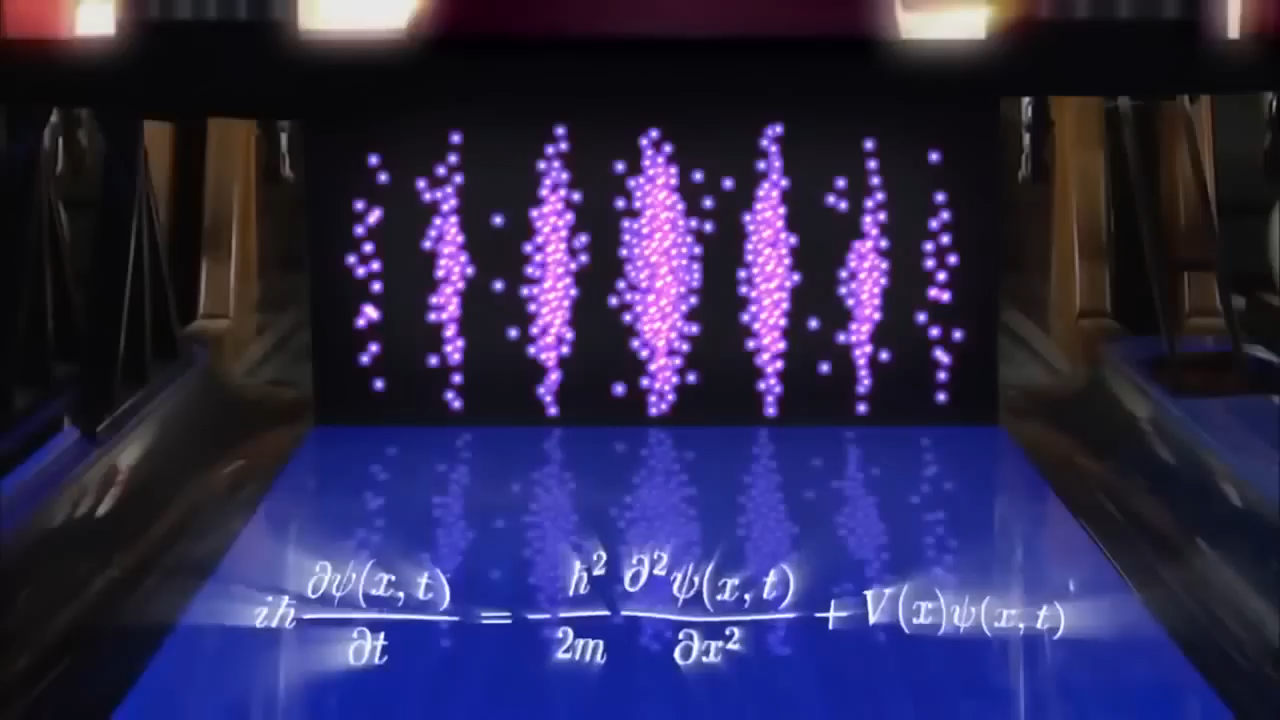 iℏ ∂ψ(x, t)/∂t = - ℏ²/2m ∂²ψ(x, t)/∂x² + V(x)ψ(x, t)